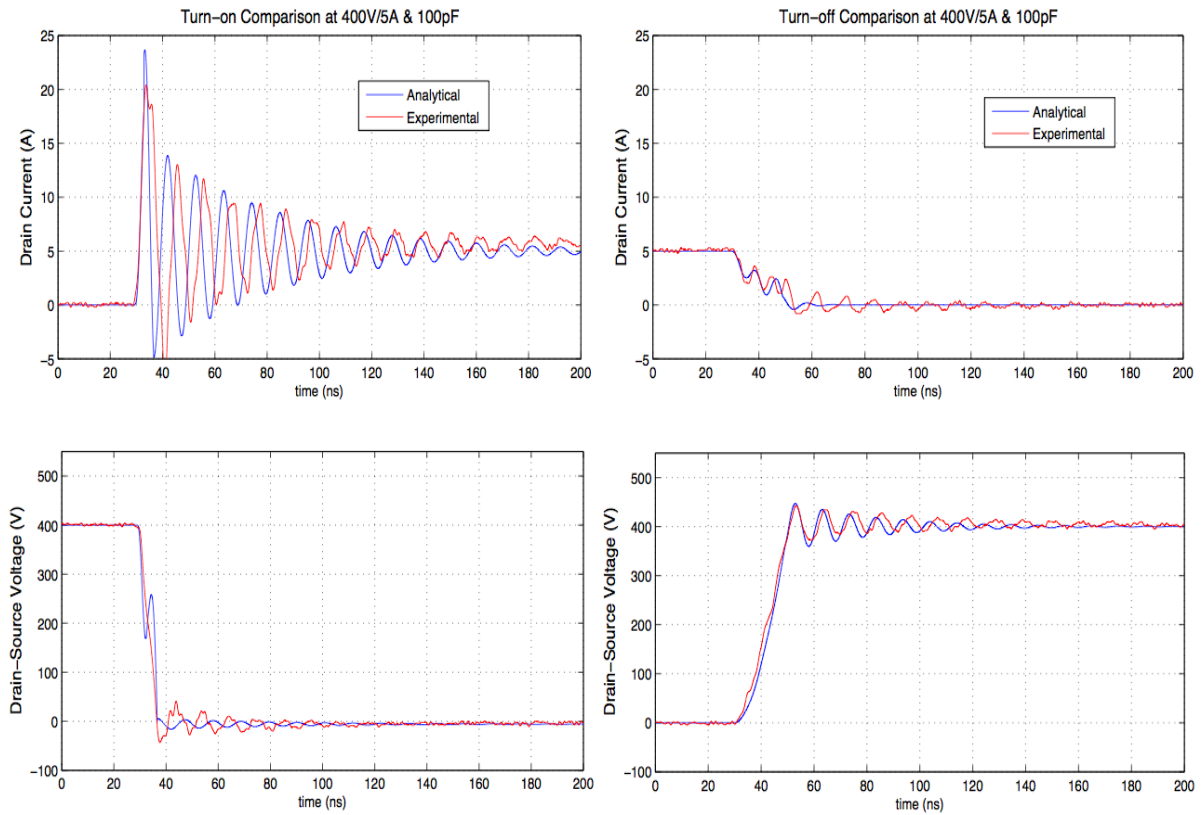 Turn-on Comparison at 400V/5A & 100pF
25
20
15
10
5
0
-5
Drain Current (A)
Analytical
Experimental
0 20 40 60 80 100 120 140 160 180 200
time (ns)
Turn-off Comparison at 400V/5A & 100pF
25
20
15
10
5
0
-5
Drain Current (A)
Analytical
Experimental
0 20 40 60 80 100 120 140 160 180 200
time (ns)
500
400
300
200
100
0
-100
Drain-Source Voltage (V)
0 20 40 60 80 100 120 140 160 180 200
time (ns)
500
400
300
200
100
0
-100
Drain-Source Voltage (V)
0 20 40 60 80 100 120 140 160 180 200
time (ns)